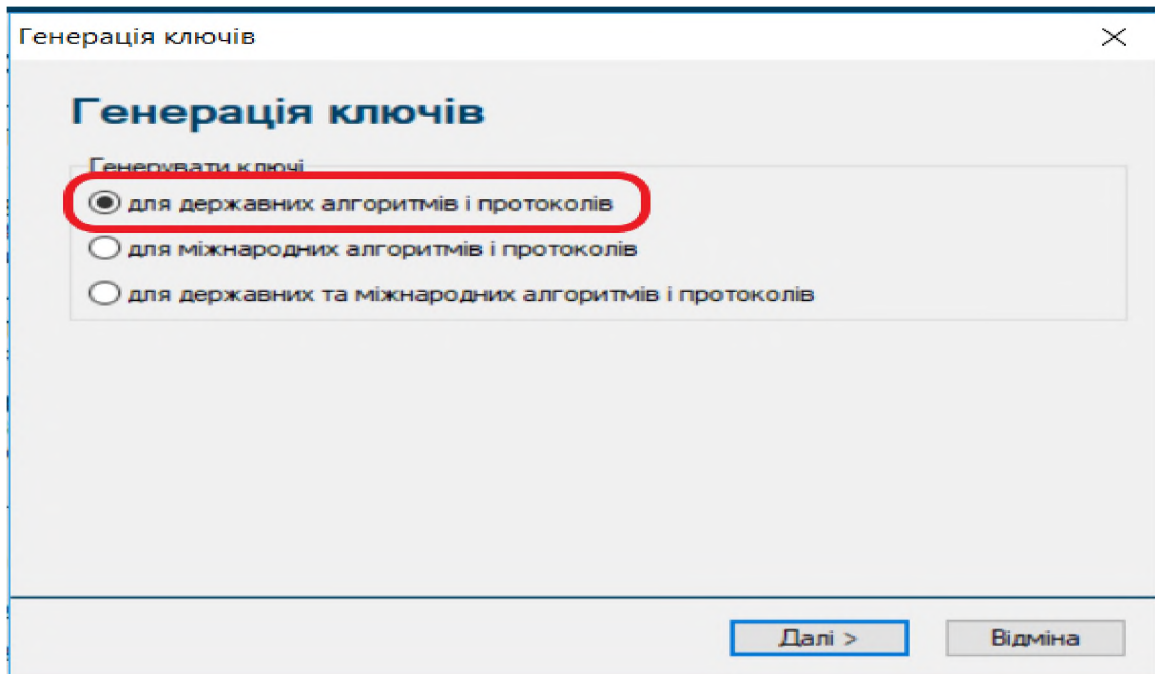 Генерація ключів
Генерація ключів
Генерувати ключі
для державних алгоритмів і протоколів
для міжнародних алгоритмів і протоколів
для державних та міжнародних алгоритмів і протоколів
Далі >
Відміна